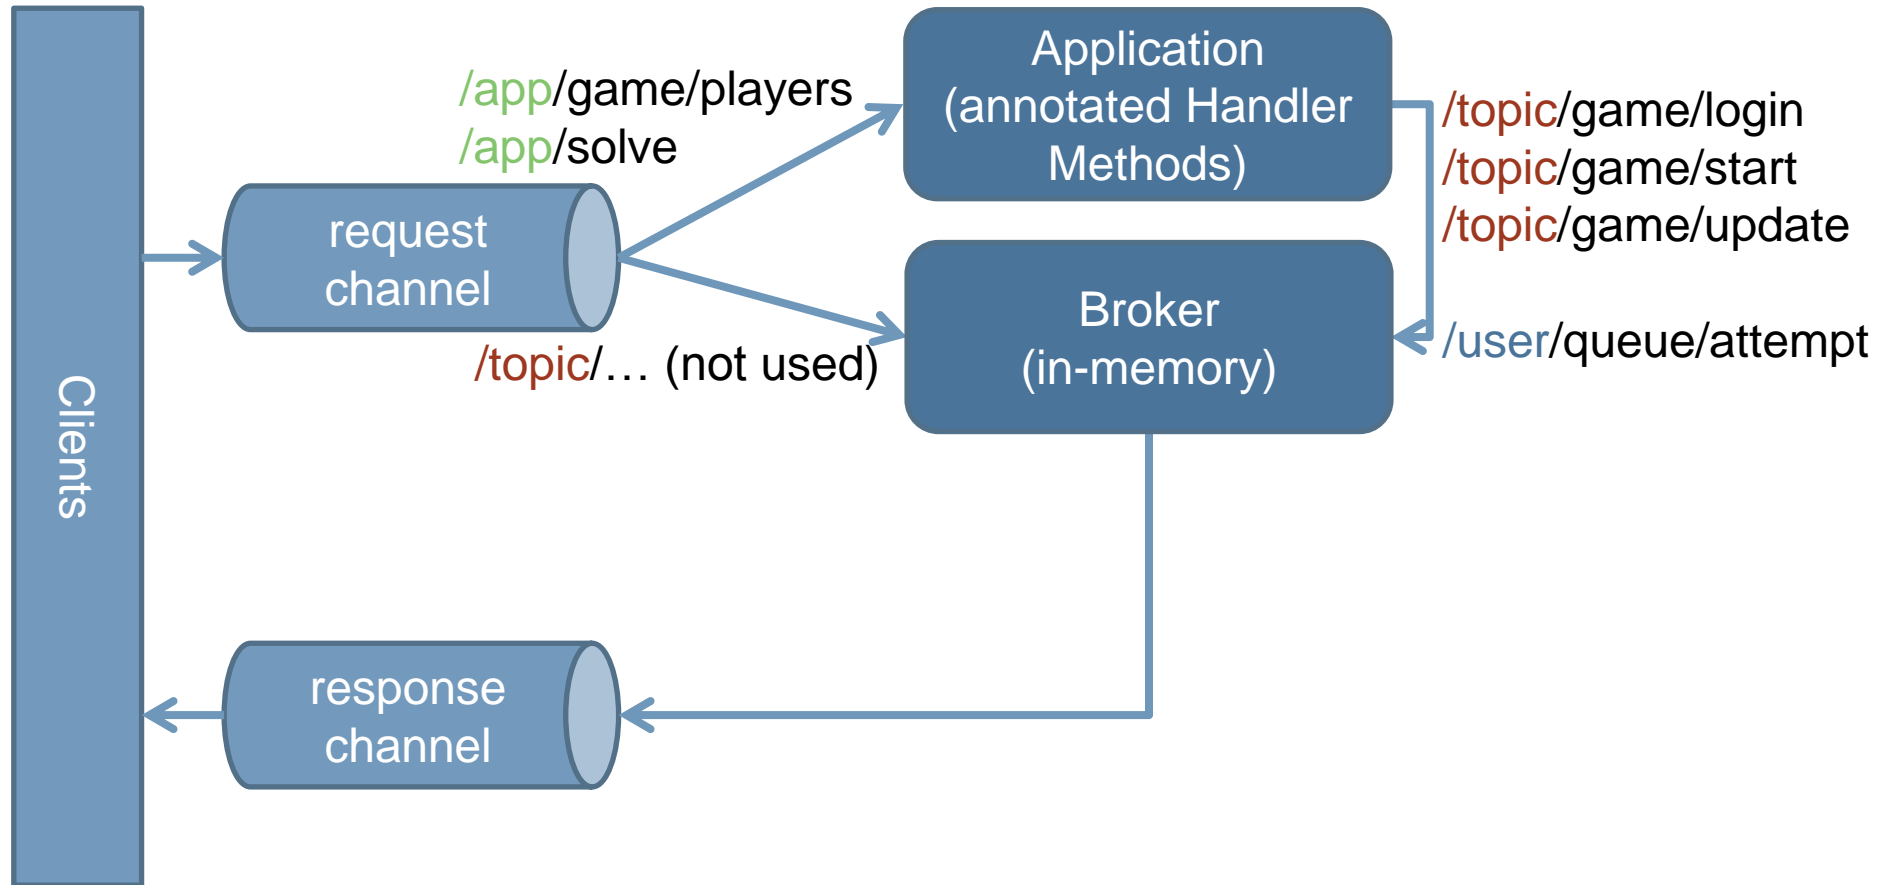 Clients
/app/game/players
/app/solve
request
channel
/topic/… (not used)
Application
(annotated Handler
Methods)
Broker
(in-memory)
/topic/game/login
/topic/game/start
/topic/game/update
/user/queue/attempt
response
channel